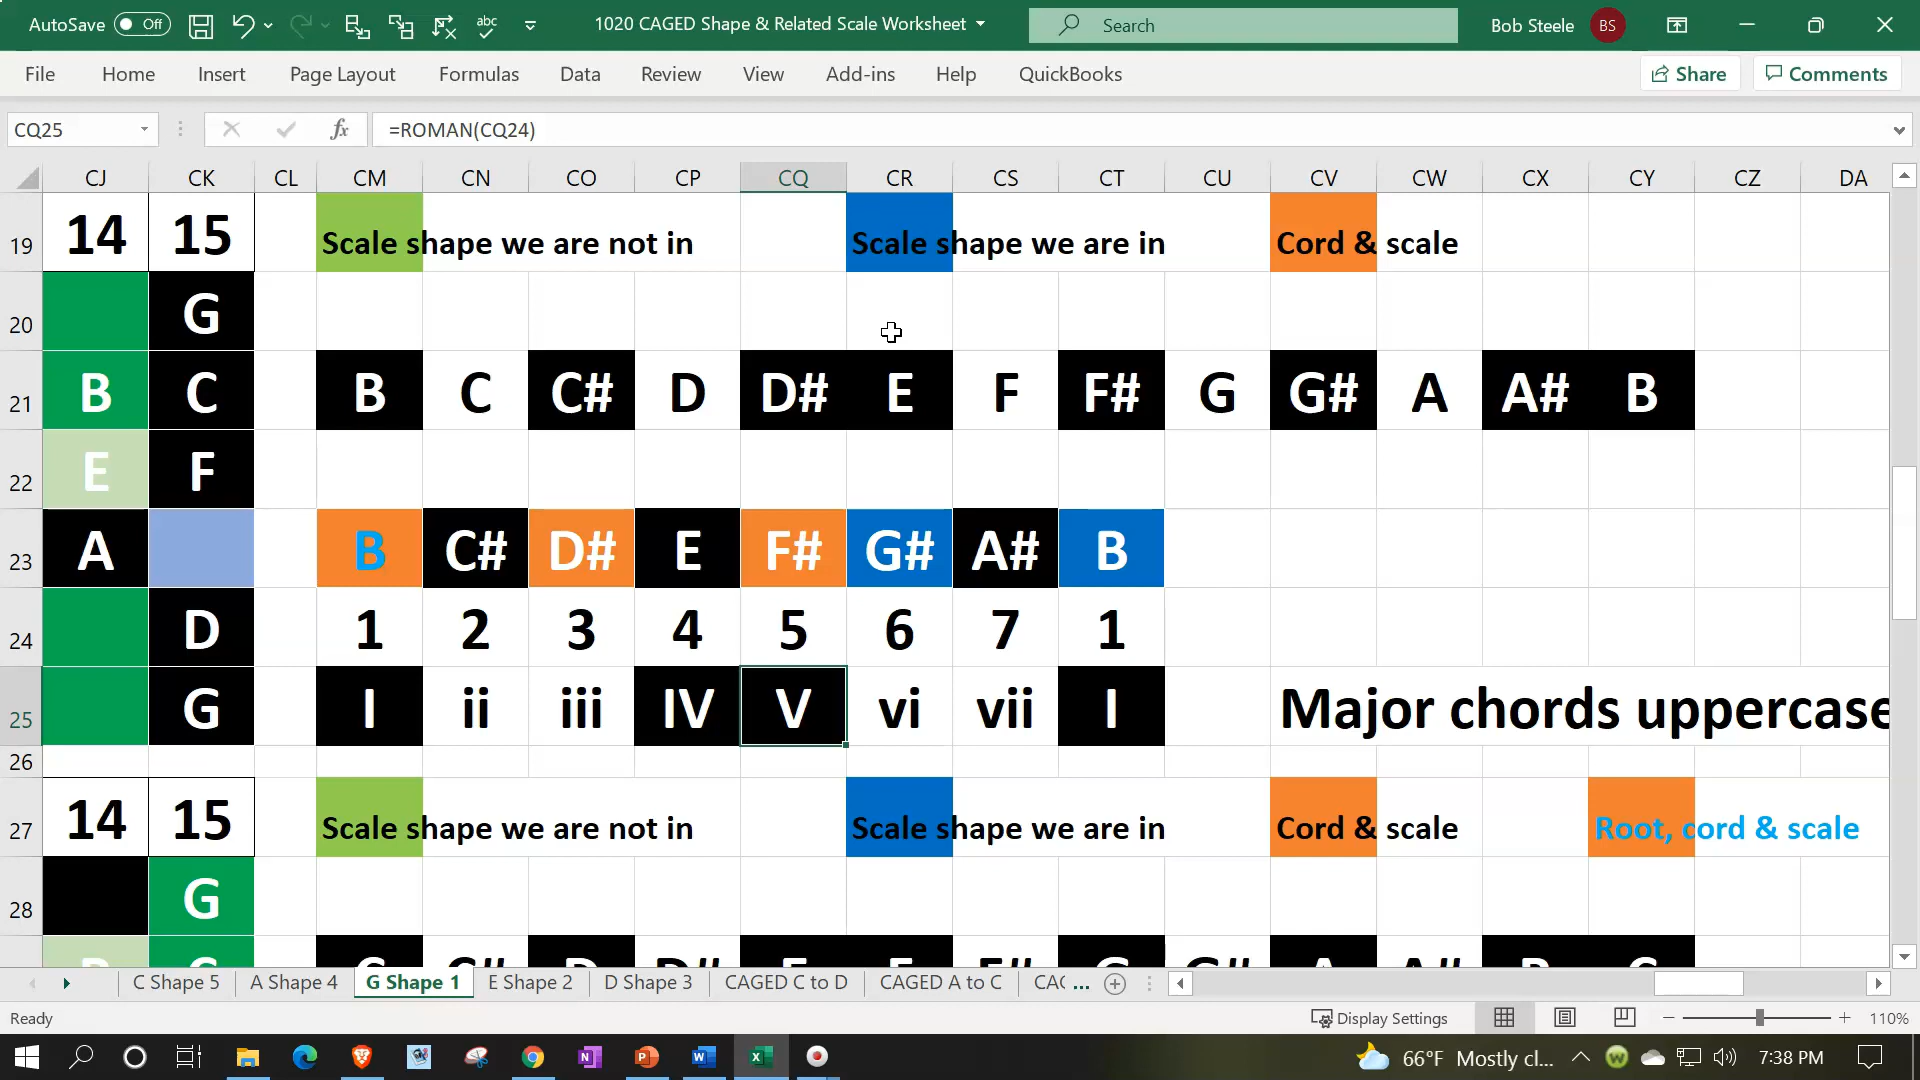 AutoSave Off 1020 CAGED Shape & Related Scale Worksheet Search Bob Steele BS
File Home Insert Page Layout Formulas Data Review View Add-ins Help QuickBooks Share Comments
CQ25 fx =ROMAN(CQ24)
CJ CK CL CM CN CO CP CQ CR CS CT CU CV CW CX CY CZ DA
19 14 15 Scale shape we are not in Scale shape we are in Cord & scale
20 G
21 B C B C C# D D# E F F# G G# A A# B
22 E F
23 A B C# D# E F# G# A# B
24 D 1 2 3 4 5 6 7 1
25 G I ii iii IV V vi vii I Major chords uppercase
26
27 14 15 Scale shape we are not in Scale shape we are in Cord & scale Root, cord & scale
28 G
C Shape 5 A Shape 4 G Shape 1 E Shape 2 D Shape 3 CAGED C to D CAGED A to C CAG ...
Ready Display Settings 110%
66°F Mostly cl... 7:38 PM